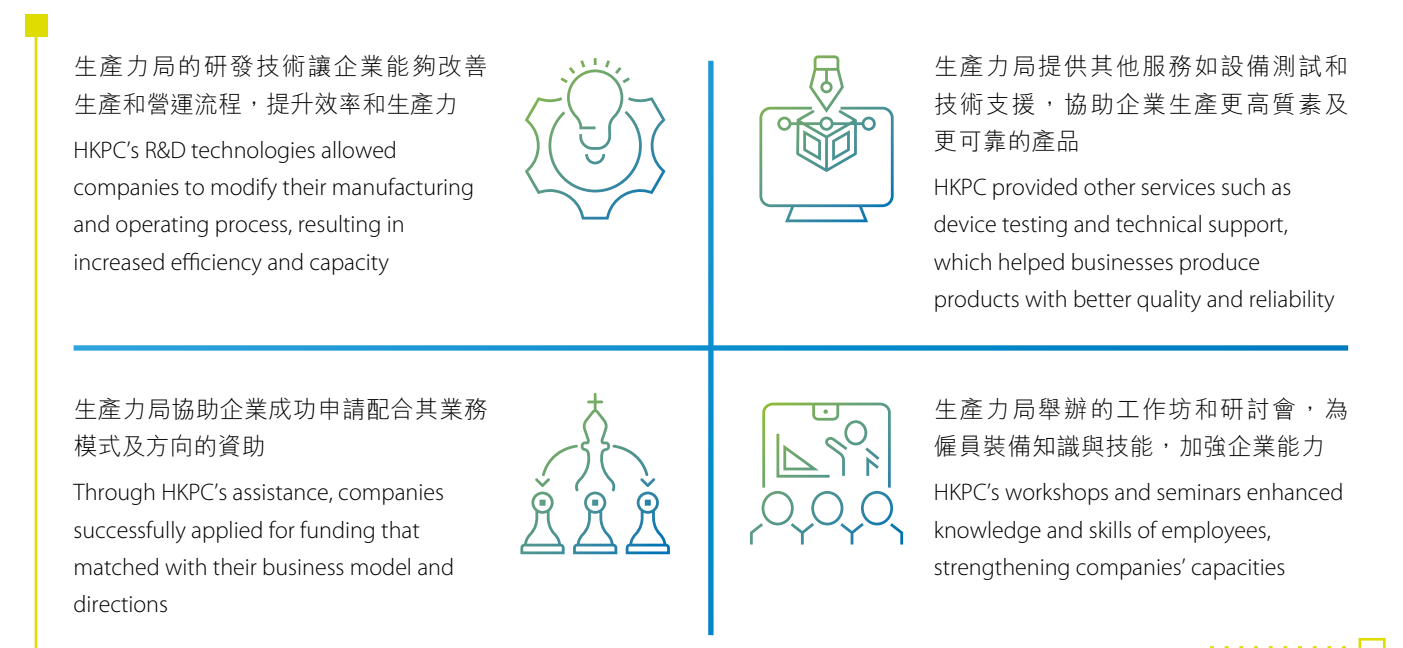 生產力局的研發技術讓企業能夠改善
生產和營運流程，提升效率和生產力
HKPC’s R&D technologies allowed
companies to modify their manufacturing
and operating process, resulting in
increased efficiency and capacity
生產力局提供其他服務如設備測試和
技術支援，協助企業生產更高質素及
更可靠的產品
HKPC provided other services such as
device testing and technical support,
which helped businesses produce
products with better quality and reliability
生產力局協助企業成功申請配合其業務
模式及方向的資助
Through HKPC’s assistance, companies
successfully applied for funding that
matched with their business model and
directions
生產力局舉辦的工作坊和研討會，為
僱員裝備知識與技能，加強企業能力
HKPC’s workshops and seminars enhanced
knowledge and skills of employees,
strengthening companies’ capacities